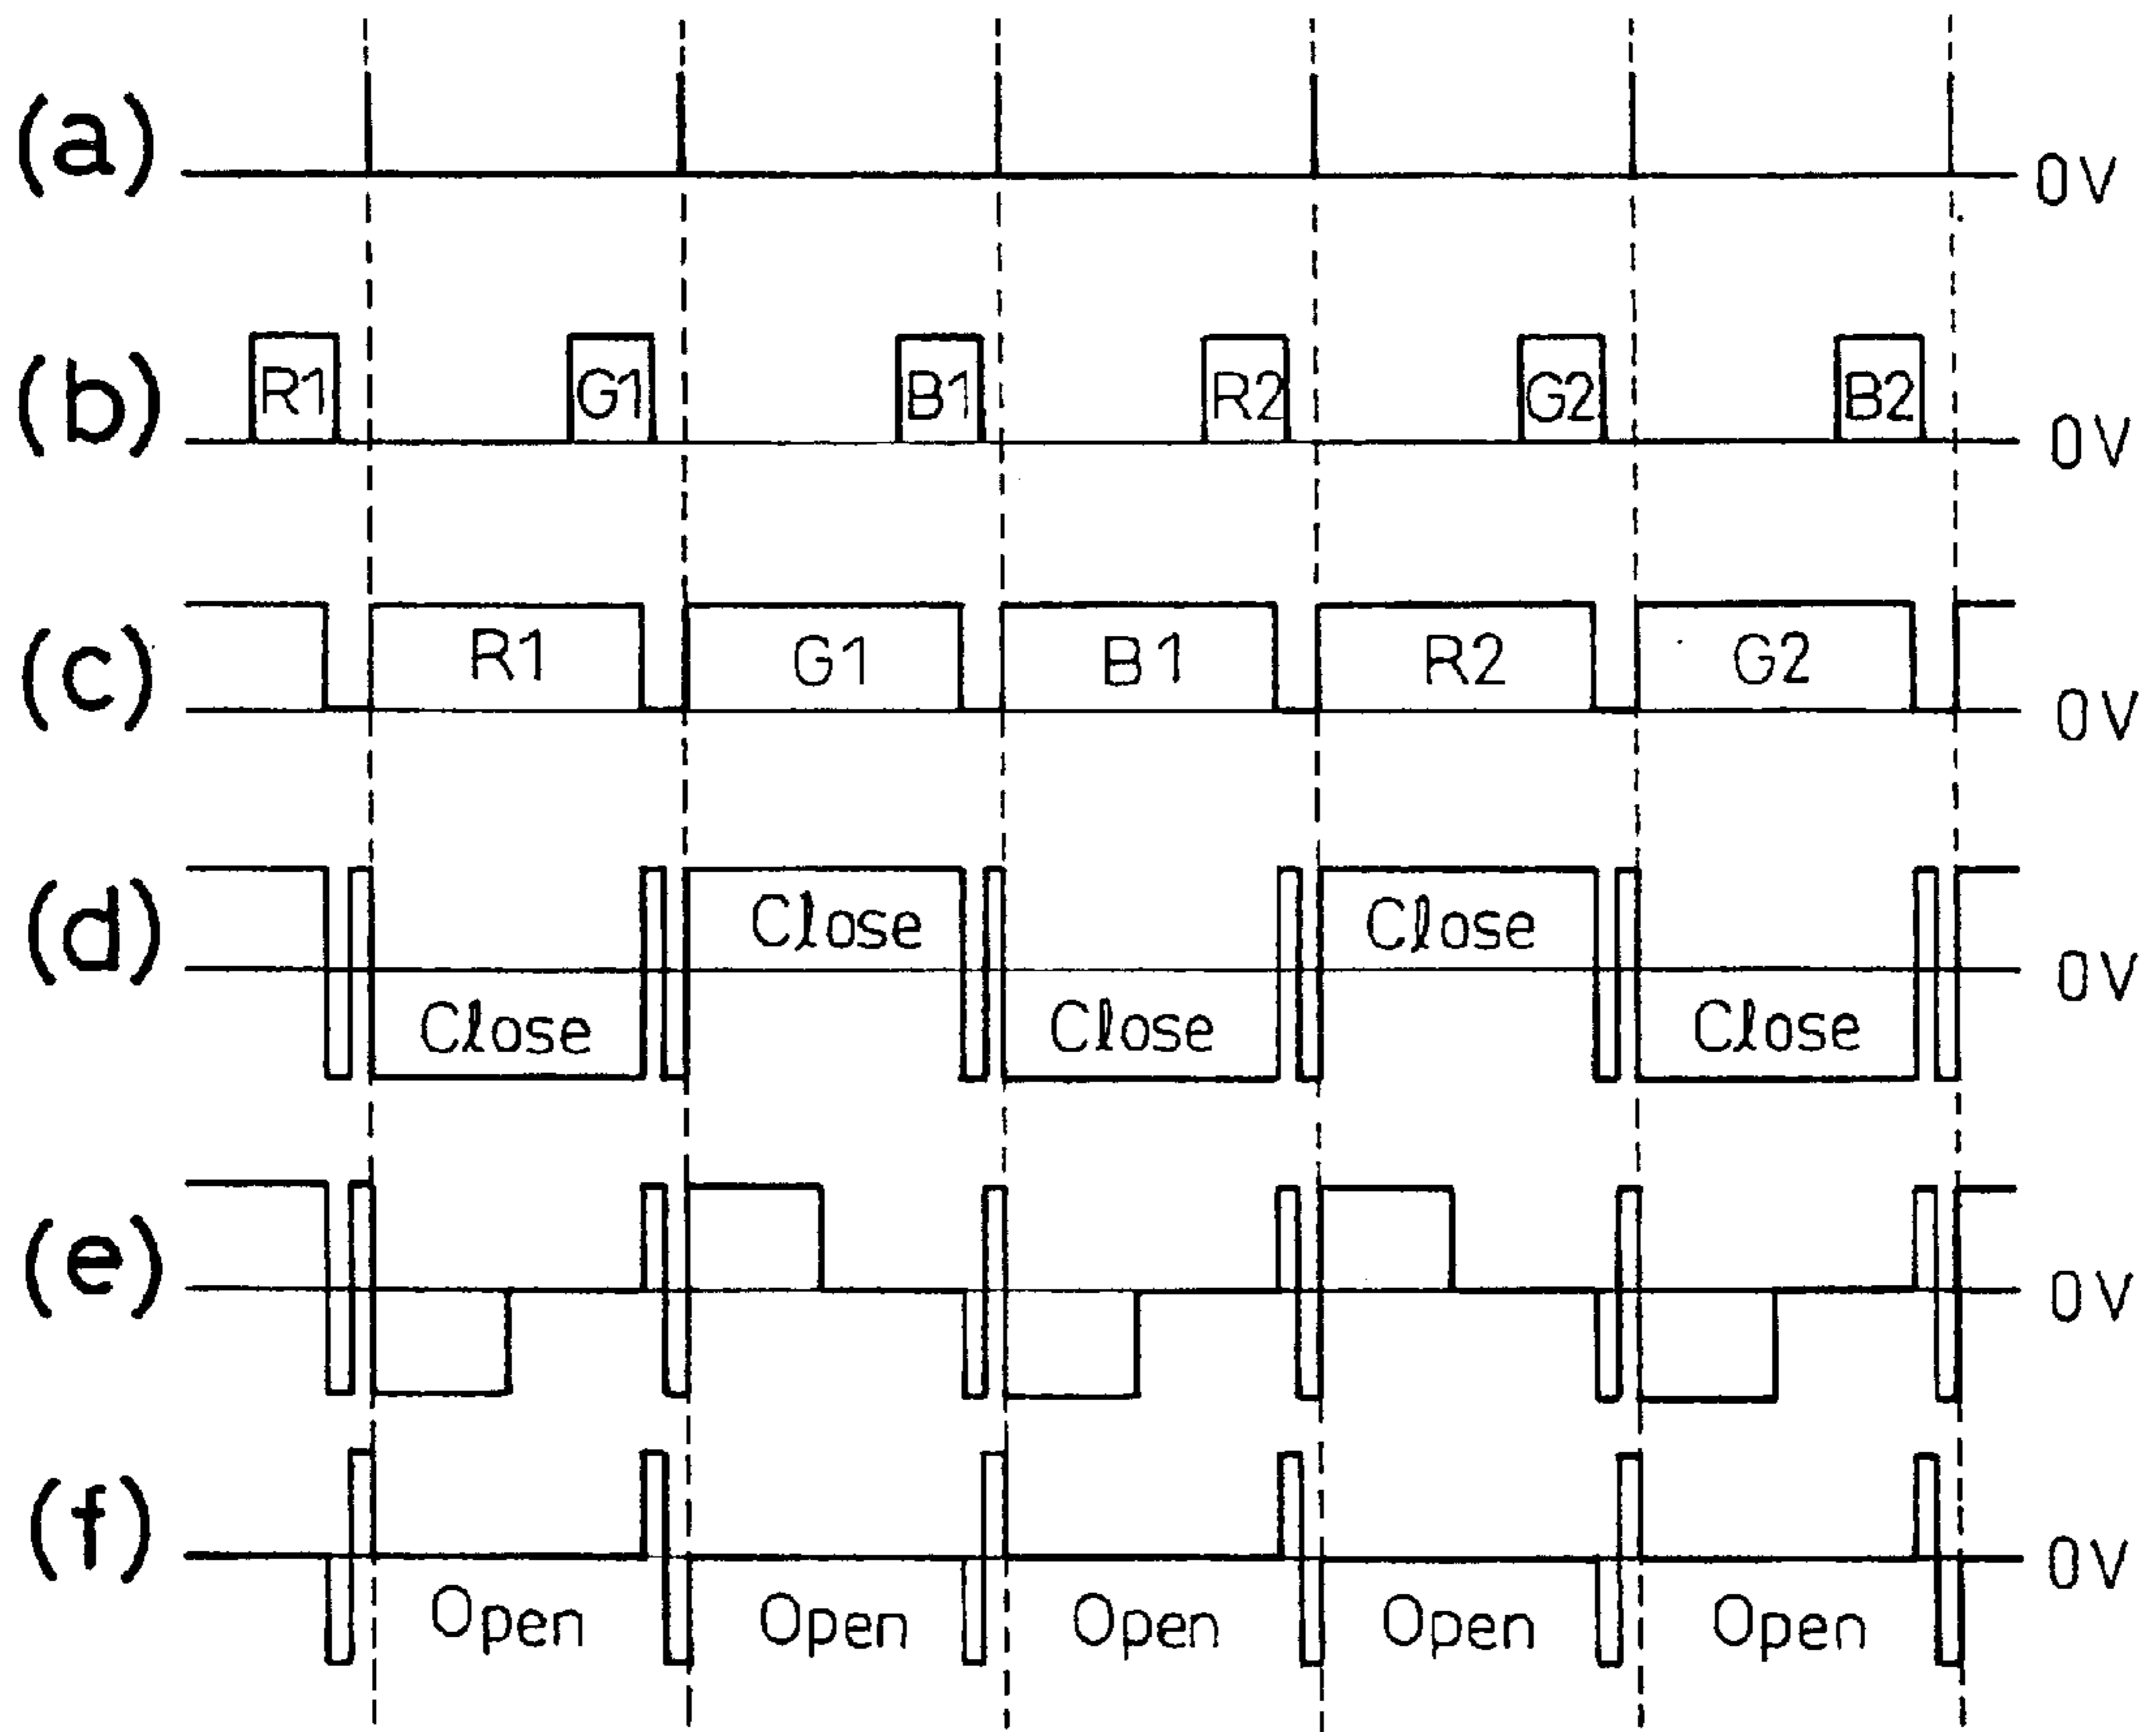 (a) 0V
(b) R1 G1 B1 R2 G2 B2 0V
(c) R1 G1 B1 R2 G2 0V
(d) Close Close 0V
Close Close Close
(e) 0V
(f) 0V
Open Open Open Open Open